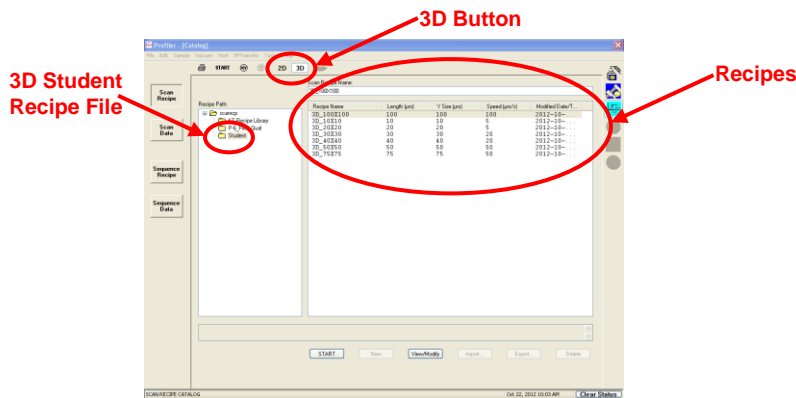 3D Button
3D Student
Recipe File
Recipes
Profiler - [Catalog]
File Edit Sample
START 2D 3D
Scan Recipe Name:
Scan
Recipe
Scan
Data
Sequence
Recipe
Sequence
Data
Recipe Path:
Recipe Library
Student
Recipe Name Length (µm) Y Size (µm) Speed (µm/s) Modified Date/T...
3D_100X100 100 100 100 2012-10-...
3D_10X10 10 10 5 2012-10-...
3D_20X20 20 20 5 2012-10-...
3D_30X30 30 30 20 2012-10-...
3D_40X40 40 40 20 2012-10-...
3D_50X50 50 50 50 2012-10-...
3D_75X75 75 75 50 2012-10-...
START New View/Modify Import... Export... Delete
SCAN RECIPE CATALOG Oct 22, 2012 10:03 AM Clear Status